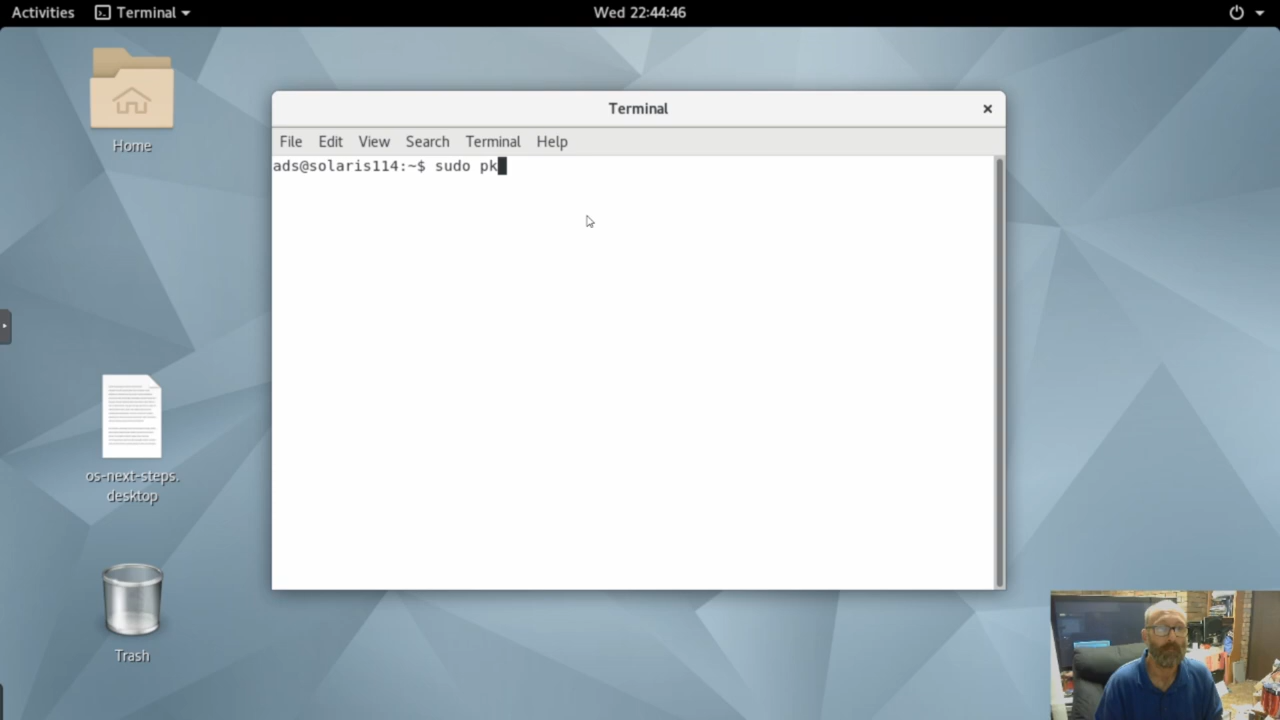 Activities Terminal Wed 22:44:46
Home
Terminal
File Edit View Search Terminal Help
ads@solaris114:~$ sudo pk
os-next-steps.
desktop
Trash